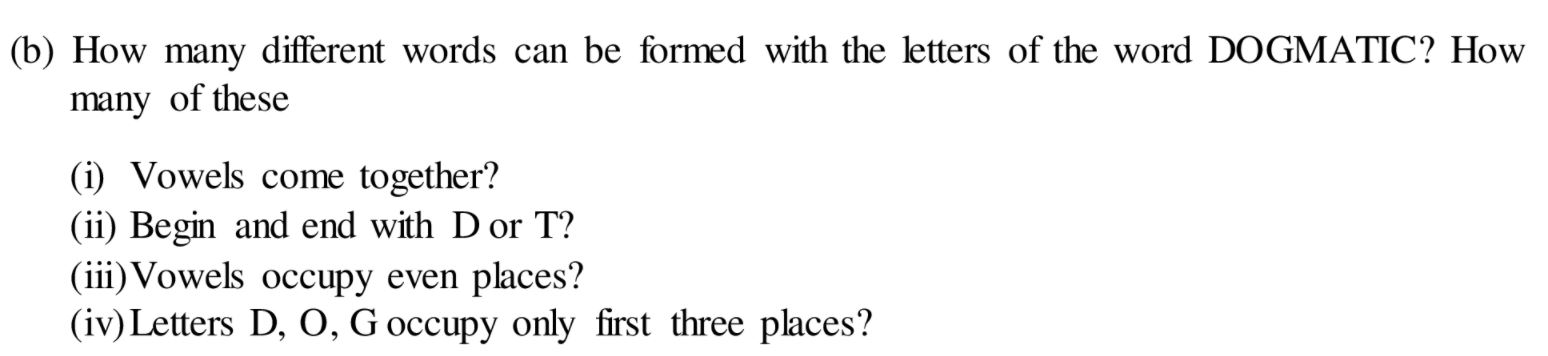 (b) How many different words can be formed with the letters of the word DOGMATIC? How
many of these
(i) Vowels come together?
(ii) Begin and end with D or T?
(iii) Vowels occupy even places?
(iv) Letters D, O, G occupy only first three places?